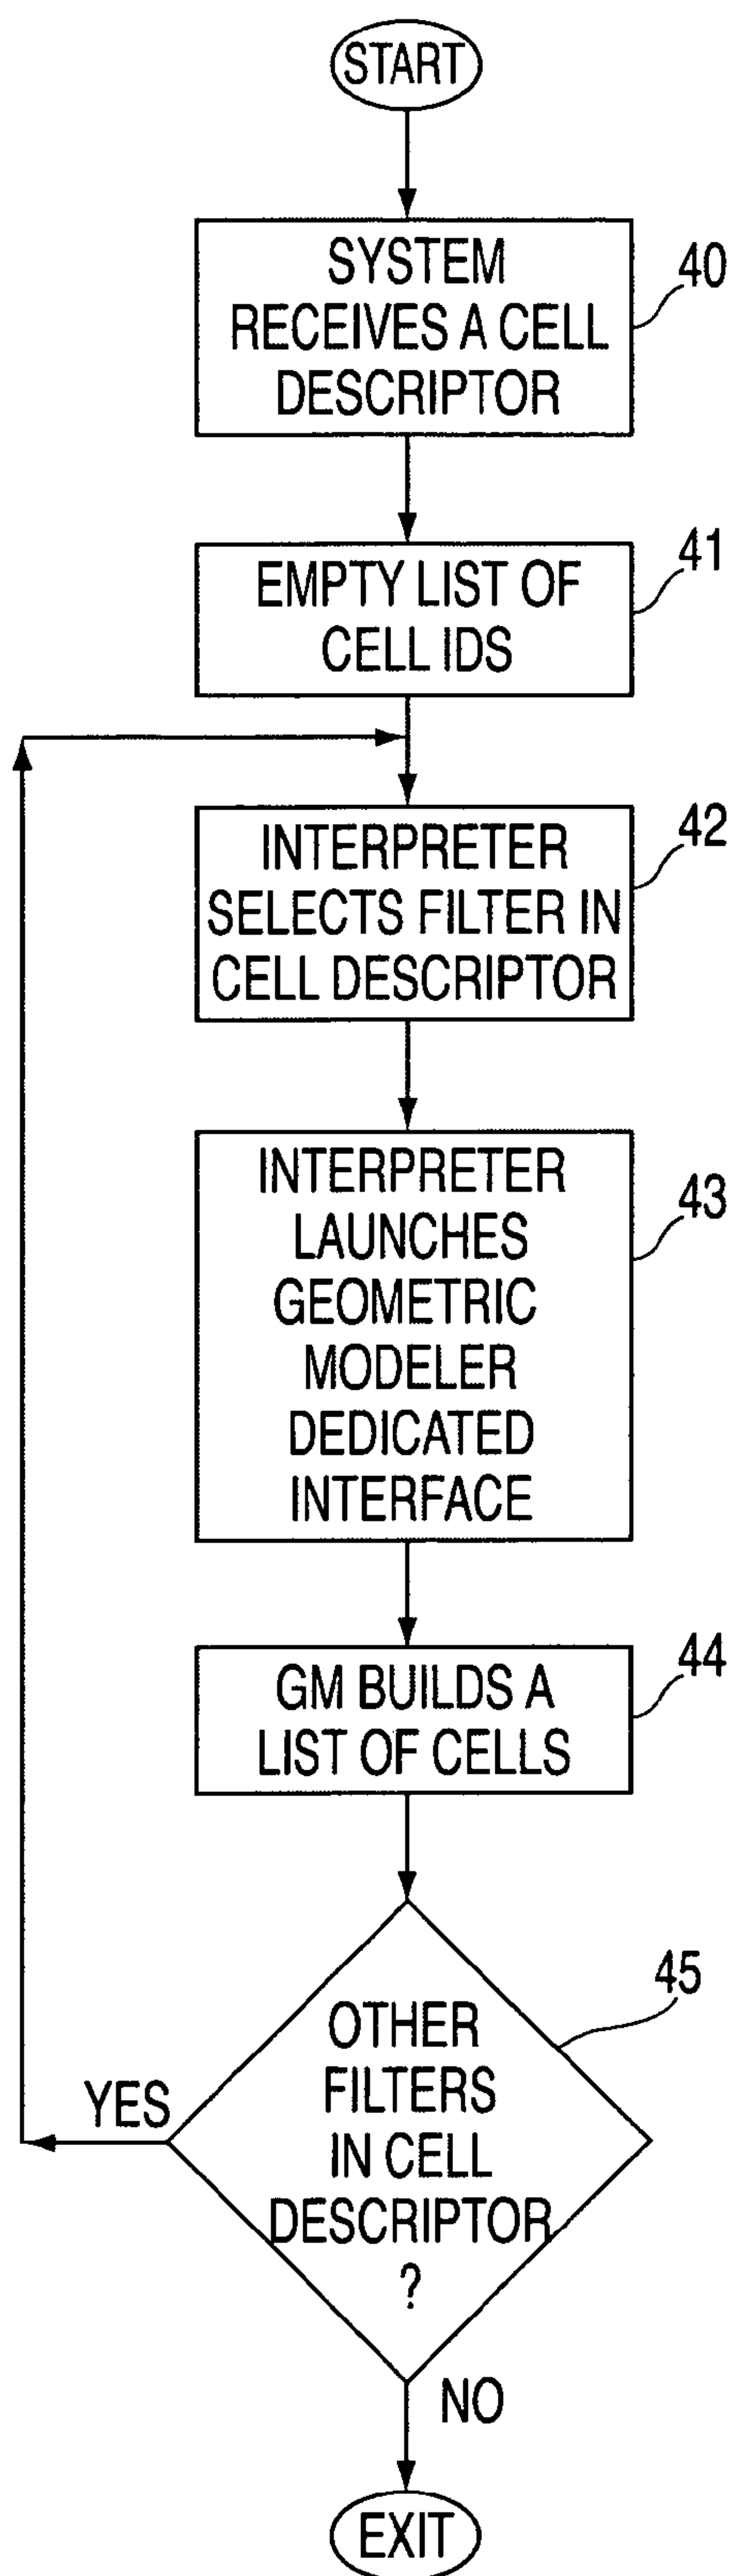 START
SYSTEM
RECEIVES A CELL
DESCRIPTOR
40
EMPTY LIST OF
CELL IDS
41
INTERPRETER
SELECTS FILTER IN
CELL DESCRIPTOR
42
INTERPRETER
LAUNCHES
GEOMETRIC
MODELER
DEDICATED
INTERFACE
43
GM BUILDS A
LIST OF CELLS
44
OTHER
FILTERS
IN CELL
DESCRIPTOR
?
45
YES
NO
EXIT